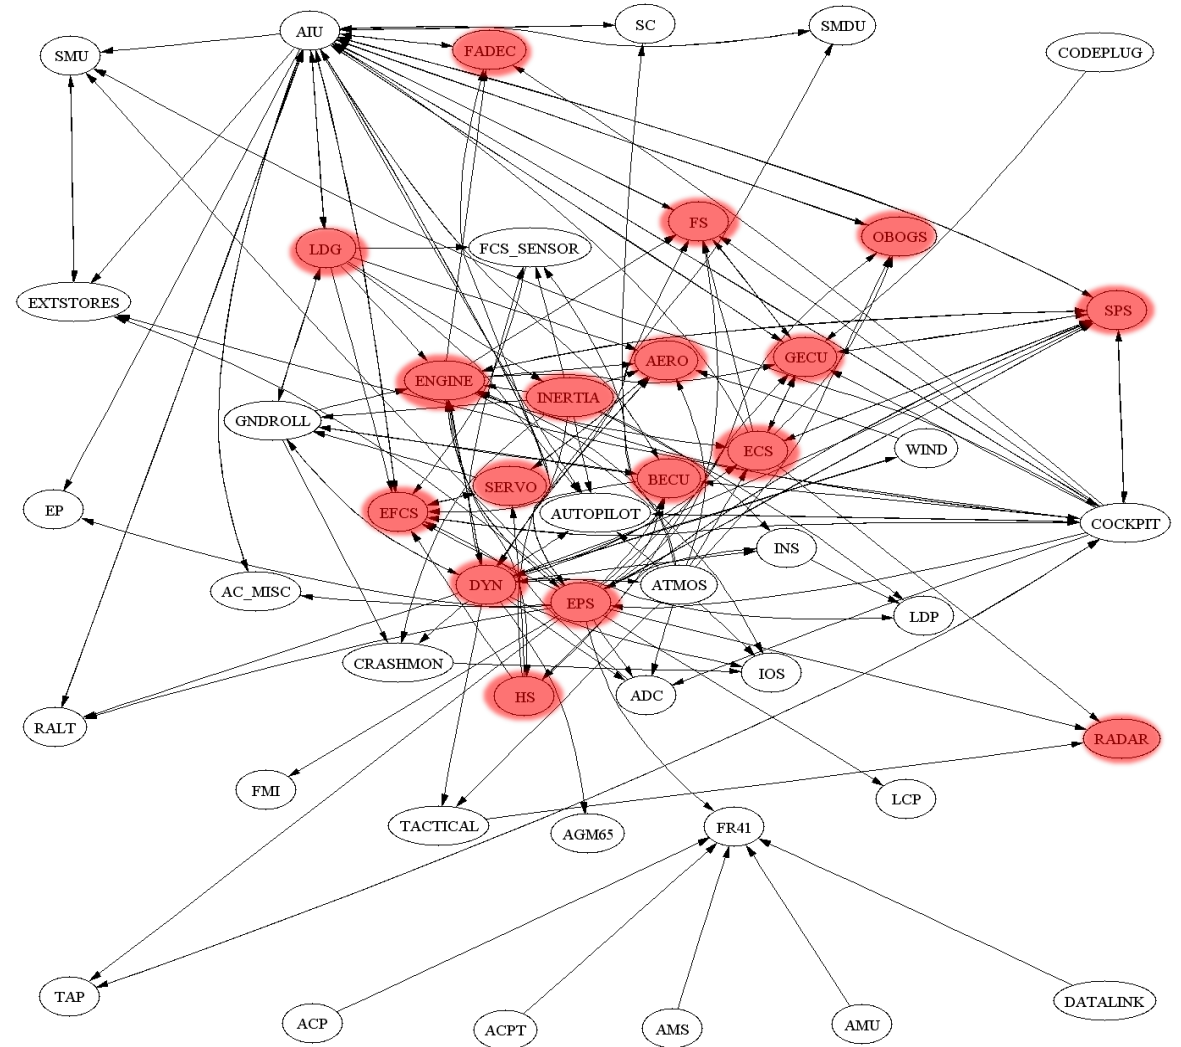 AIU
SC
SMDU
SMU
FADEC
CODEPLUG
FS
OBOGS
LDG
FCS_SENSOR
EXTSTORES
SPS
AERO
GECU
ENGINE
INERTIA
GNDROLL
WIND
ECS
BECU
SERVO
EP
EFCS
AUTOPILOT
COCKPIT
INS
AC_MISC
DYN
ATMOS
EPS
LDP
CRASHMON
IOS
HS
ADC
RALT
RADAR
FMI
LCP
TACTICAL
AGM65
FR41
TAP
DATALINK
ACP
ACPT
AMS
AMU